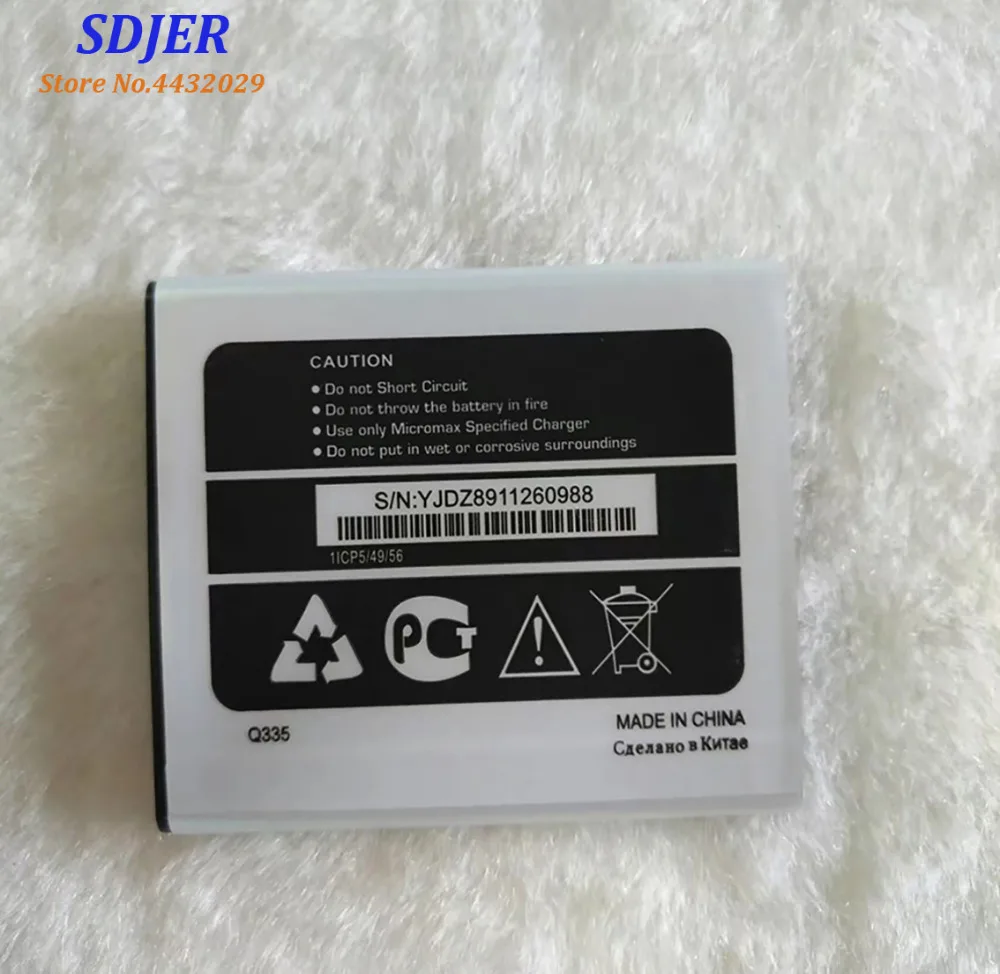 SDJER
Store No.4432029
CAUTION
• Do not Short Circuit
• Do not throw the battery in fire
• Use only Micromax Specified Charger
• Do not put in wet or corrosive surroundings
S/N:YJDZ8911260988
1ICP5/49/56
РСТ
Q335
MADE IN CHINA
Сделано в Китае